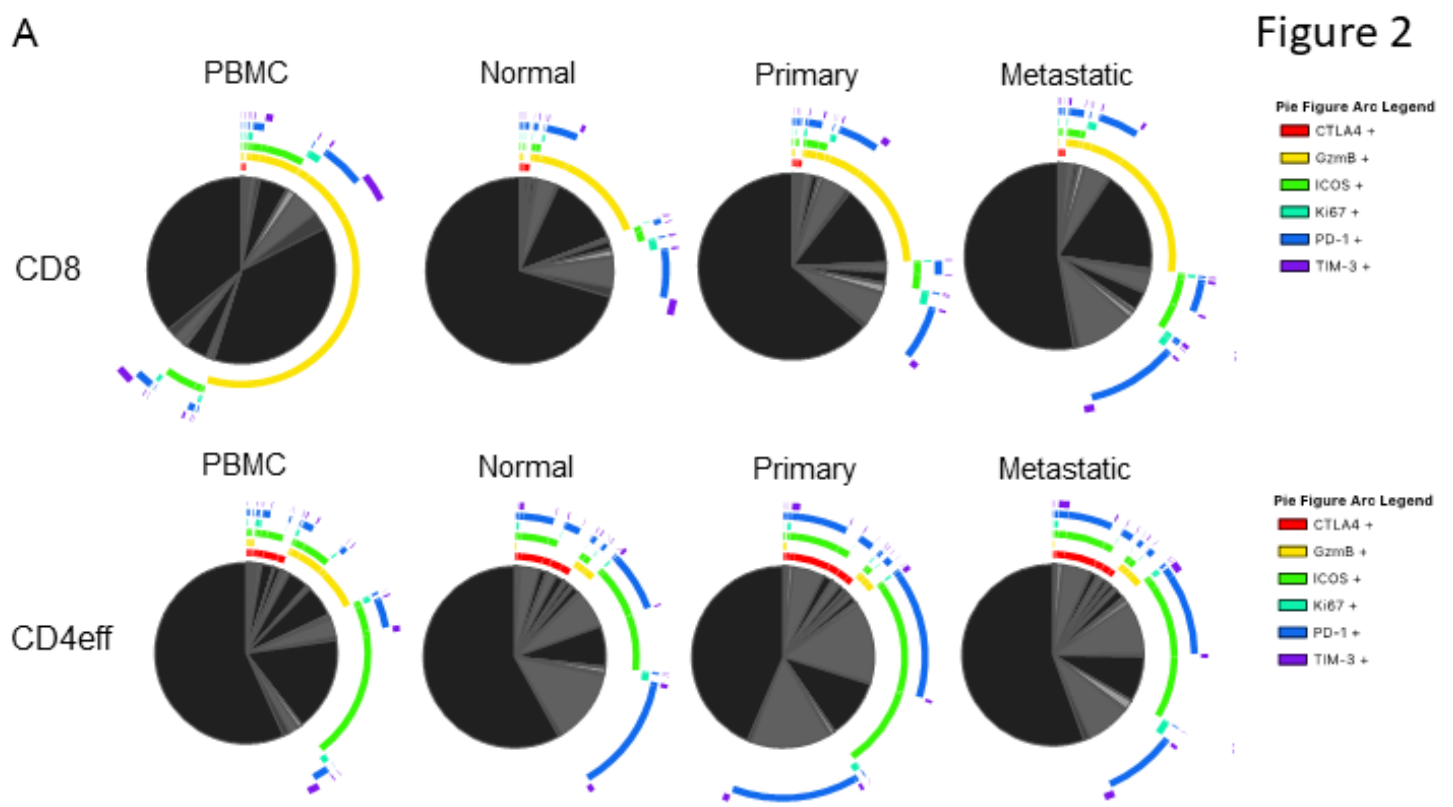 A
Figure 2
PBMC
Normal
Primary
Metastatic
Pie Figure Arc Legend
CTLA4 +
GzmB +
ICOS +
Ki67 +
PD-1 +
TIM-3 +
CD8
PBMC
Normal
Primary
Metastatic
Pie Figure Arc Legend
CTLA4 +
GzmB +
ICOS +
Ki67 +
PD-1 +
TIM-3 +
CD4eff